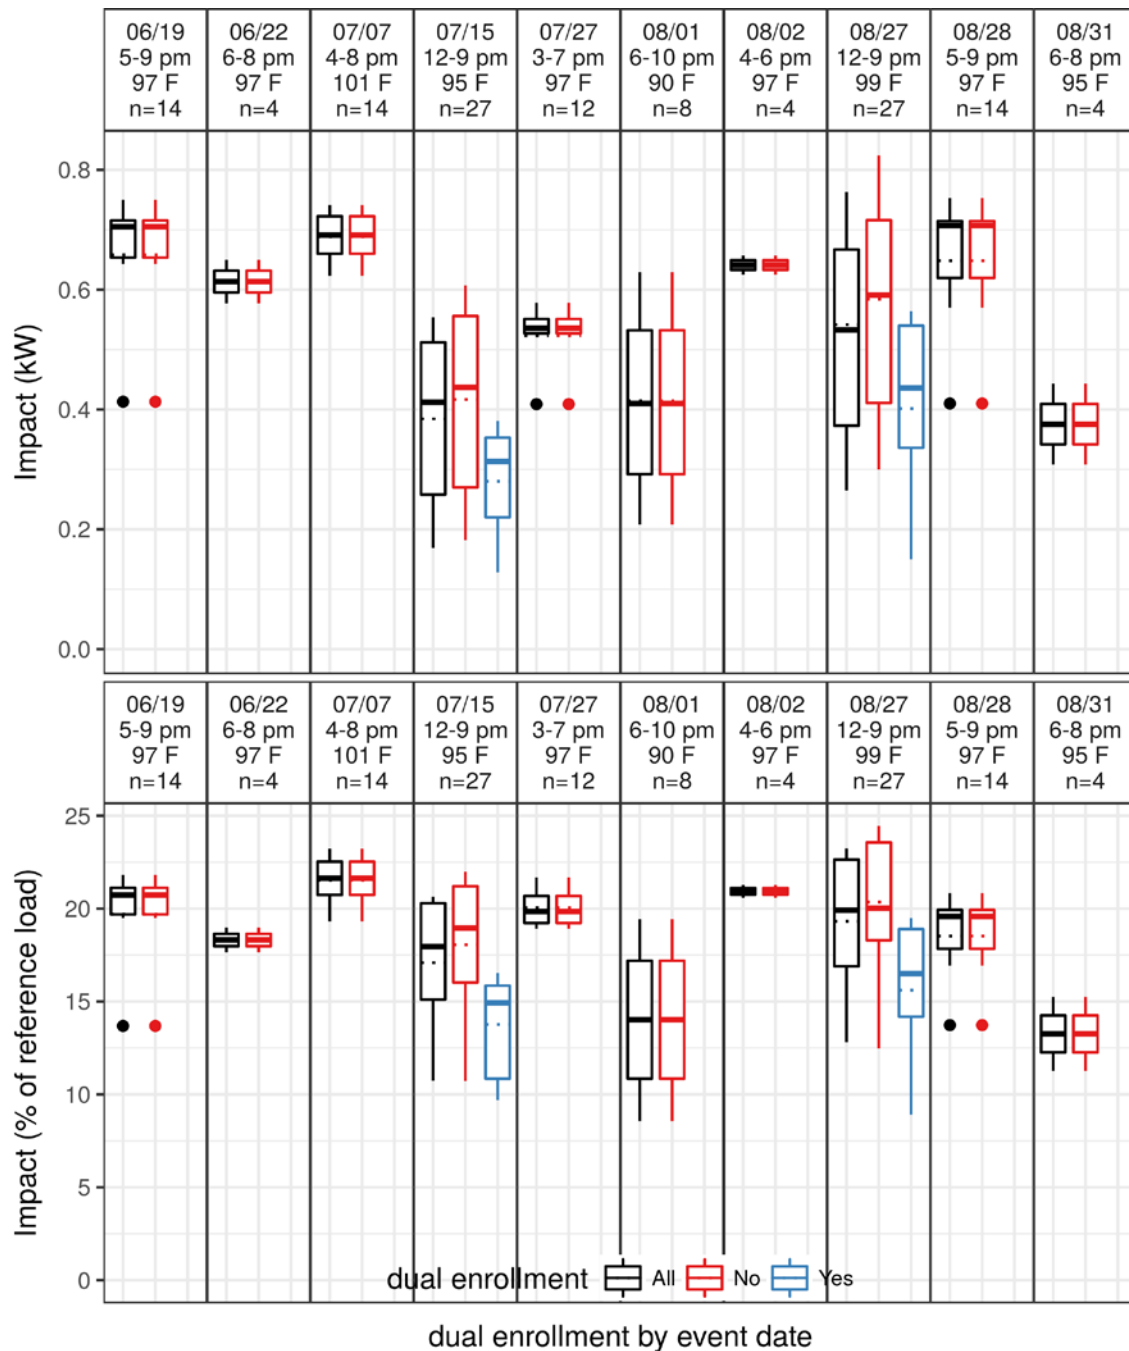 06/19 06/22 07/07 07/15 07/27 08/01 08/02 08/27 08/28 08/31
5-9 pm 6-8 pm 4-8 pm 12-9 pm 3-7 pm 6-10 pm 4-6 pm 12-9 pm 5-9 pm 6-8 pm
97 F 97 F 101 F 95 F 97 F 90 F 97 F 99 F 97 F 95 F
n=14 n=4 n=14 n=27 n=12 n=8 n=4 n=27 n=14 n=4
Impact (kW)
0.8
0.6
0.4
0.2
0.0
06/19 06/22 07/07 07/15 07/27 08/01 08/02 08/27 08/28 08/31
5-9 pm 6-8 pm 4-8 pm 12-9 pm 3-7 pm 6-10 pm 4-6 pm 12-9 pm 5-9 pm 6-8 pm
97 F 97 F 101 F 95 F 97 F 90 F 97 F 99 F 97 F 95 F
n=14 n=4 n=14 n=27 n=12 n=8 n=4 n=27 n=14 n=4
Impact (% of reference load)
25
20
15
10
5
0
dual enrollment All No Yes
dual enrollment by event date